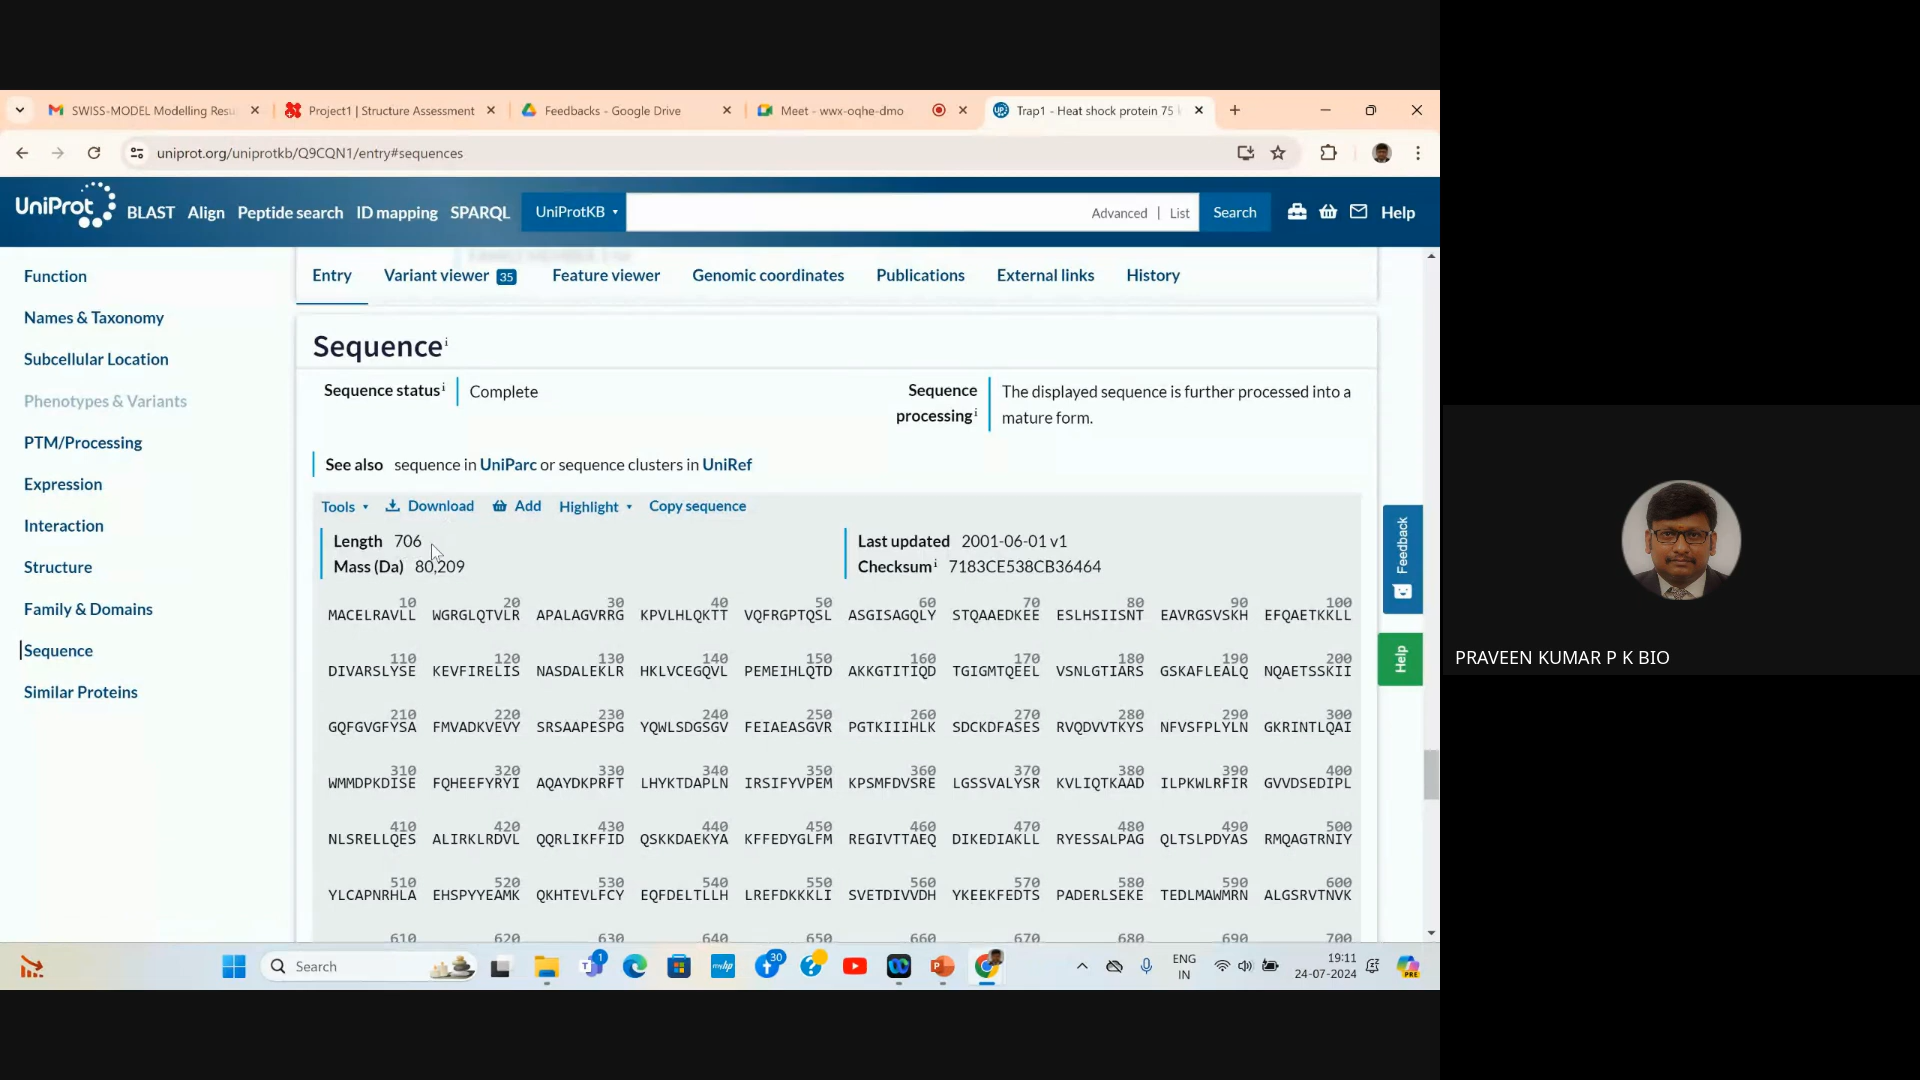 SWISS-MODEL Modelling Resu
Project1 | Structure Assessment
Feedbacks - Google Drive
Meet - wwx-oqhe-dmo
Trap1 - Heat shock protein 75
uniprot.org/uniprotkb/Q9CQN1/entry#sequences
UniProt BLAST Align Peptide search ID mapping SPARQL UniProtKB Advanced | List Search Help
Function
Names & Taxonomy
Subcellular Location
Phenotypes & Variants
PTM/Processing
Expression
Interaction
Structure
Family & Domains
Sequence
Similar Proteins
Entry Variant viewer 35 Feature viewer Genomic coordinates Publications External links History
Sequence i
Sequence status i Complete
Sequence processing i The displayed sequence is further processed into a
mature form.
See also sequence in UniParc or sequence clusters in UniRef
Tools Download Add Highlight Copy sequence
Length 706
Mass (Da) 80,209
Last updated 2001-06-01 v1
Checksum i 7183CE538CB36464
10 20 30 40 50 60 70 80 90 100
MACELRAVLL WGRGLQTVLR APALAGVRRG KPVLHLQKTT VQFRGPTQSL ASGISAGQLY STQAAEDKEE ESLHSIISNT EAVRGSVSKH EFQAETKKLL
110 120 130 140 150 160 170 180 190 200
DIVARSLYSE KEVFIRELIS NASDALEKLR HKLVCEGQVL PEMEIHLQTD AKKGTITIQD TGIGMTQEEL VSNLGTIARS GSKAFLEALQ NQAETSSKII
210 220 230 240 250 260 270 280 290 300
GQFGVGFYSA FMVADKVEVY SRSAAPESPG YQWLSDGSGV FEIAEASGVR PGTKIIIHLK SDCKDFASES RVQDVVTKYS NFVSFPLYLN GKRINTLQAI
310 320 330 340 350 360 370 380 390 400
WMMDPKDISE FQHEEFYRYI AQAYDKPRFT LHYKTDAPLN IRSIFYVPEM KPSMFDVSRE LGSSVALYSR KVLIQTKAAD ILPKWLRFIR GVVDSEDIPL
410 420 430 440 450 460 470 480 490 500
NLSRELLQES ALIRKLRDVL QQRLIKFFID QSKKDAEKYA KFFEDYGLFM REGIVTTAEQ DIKEDIAKLL RYESSALPAG QLTSLPDYAS RMQAGTRNIY
510 520 530 540 550 560 570 580 590 600
YLCAPNRHLA EHSPYYEAMK QKHTEVLFCY EQFDELTLLH LREFDKKKLI SVETDIVVDH YKEEKFEDTS PADERLSEKE TEDLMAWMRN ALGSRVTNVK
610 620 630 640 650 660 670 680 690 700
Feedback
Help
PRAVEEN KUMAR P K BIO
Search
1
30
ENG
IN
19:11
24-07-2024